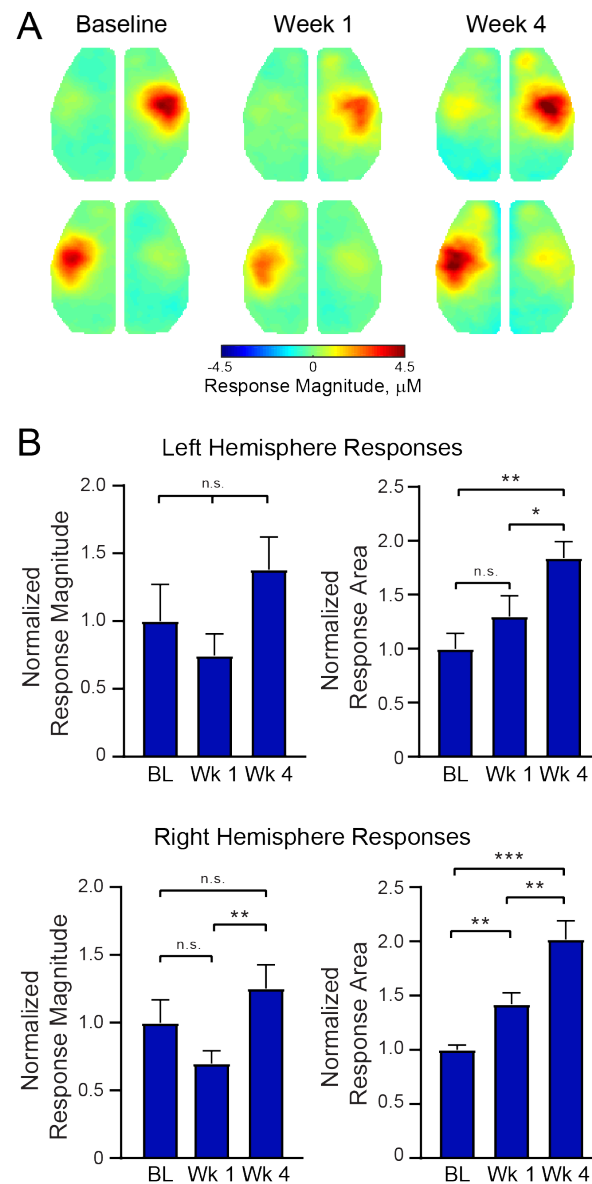 A
Baseline Week 1 Week 4
-4.5 0 4.5
Response Magnitude, μM
B
Left Hemisphere Responses
Normalized
Response Magnitude
2.0
1.5
1.0
0.5
0
n.s.
BL Wk 1 Wk 4
Normalized
Response Area
2.5
2.0
1.5
1.0
0.5
0
**
*
n.s.
BL Wk 1 Wk 4
Right Hemisphere Responses
Normalized
Response Magnitude
2.0
1.5
1.0
0.5
0
n.s.
**
n.s.
BL Wk 1 Wk 4
Normalized
Response Area
2.5
2.0
1.5
1.0
0.5
0
***
**
**
BL Wk 1 Wk 4